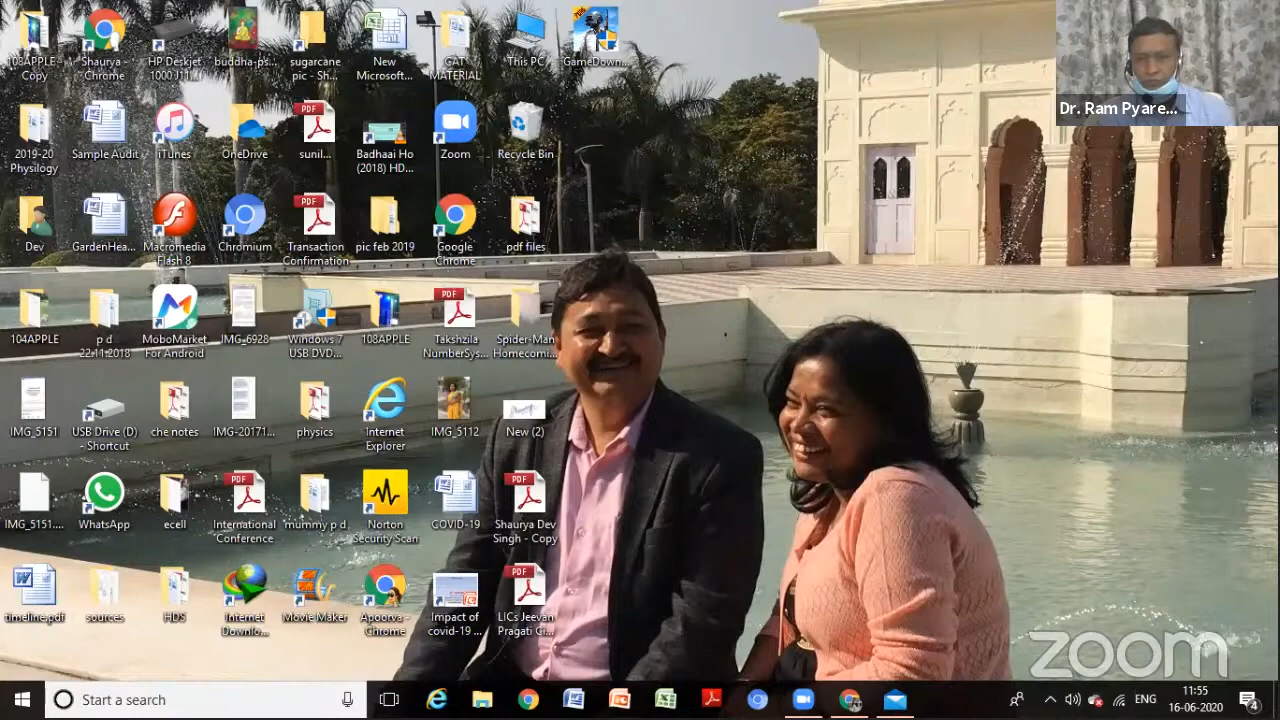 108APPLE - Copy
Shaurya - Chrome
HP Deskjet 1000 J11...
buddha-ps...
sugarcane pic - Sh...
New Microsoft...
GAT MATERIAL
This PC
GameDown...
Dr. Ram Pyare...
2019-20 Physilogy
Sample Audit
iTunes
OneDrive
PDF
sunil...
Badhaai Ho (2018) HD...
Zoom
Recycle Bin
Dev
GardenHea...
Macromedia Flash 8
Chromium
PDF
Transaction Confirmation
pic feb 2019
Google Chrome
pdf files
104APPLE
p d 22.11.2018
MoboMarket For Android
IMG_6928
Windows 7 USB DVD...
108APPLE
PDF
Takshzila NumberSys...
Spider-Man Homecomi...
IMG_5151
USB Drive (D) - Shortcut
che notes
IMG-20171...
physics
Internet Explorer
IMG_5112
New (2)
IMG_5151....
WhatsApp
ecell
PDF
International Conference
mummy p d
Norton Security Scan
COVID-19
PDF
Shaurya Dev Singh - Copy
timeline.pdf
sources
HDS
Internet Downlo...
Movie Maker
Apoorva - Chrome
Impact of covid-19 ...
PDF
LICs Jeevan Pragati
zoom
Start a search
ENG
11:55
16-06-2020
4